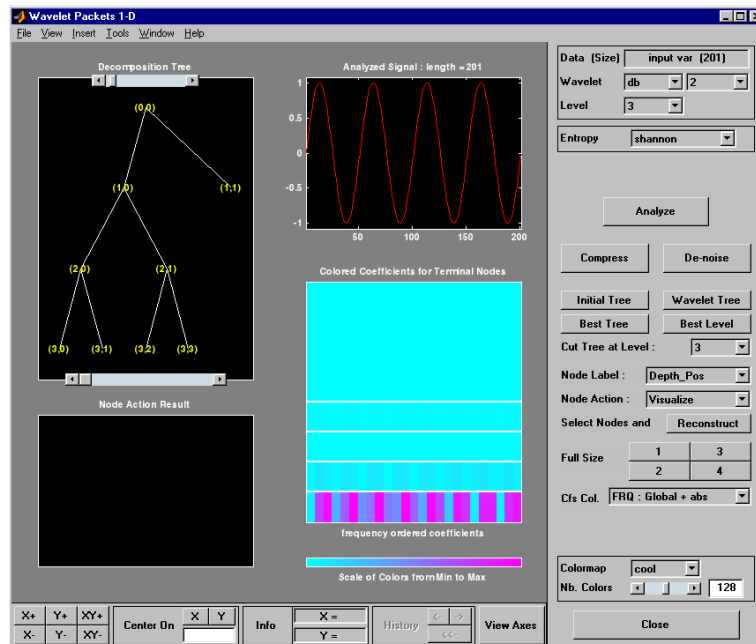 Wavelet Packets 1-D
File View Insert Tools Window Help
Decomposition Tree
(0,0)
(1,0) (1,1)
(2,0) (2,1)
(3,0) (3,1) (3,2) (3,3)
Node Action Result
Analyzed Signal : length = 201
1
0.5
0
-0.5
-1
50 100 150 200
Colored Coefficients for Terminal Nodes
frequency ordered coefficients
Scale of Colors from Min to Max
Data (Size) input var (201)
Wavelet db 2
Level 3
Entropy shannon
Analyze
Compress De-noise
Initial Tree Wavelet Tree
Best Tree Best Level
Cut Tree at Level : 3
Node Label : Depth_Pos
Node Action : Visualize
Select Nodes and Reconstruct
Full Size 1 3
2 4
Cfs Col. FRQ : Global + abs
Colormap cool
Nb. Colors 128
Close
X+ Y+ XY+
X- Y- XY-
Center On X Y
Info X =
Y =
History <- ->
<<-
View Axes